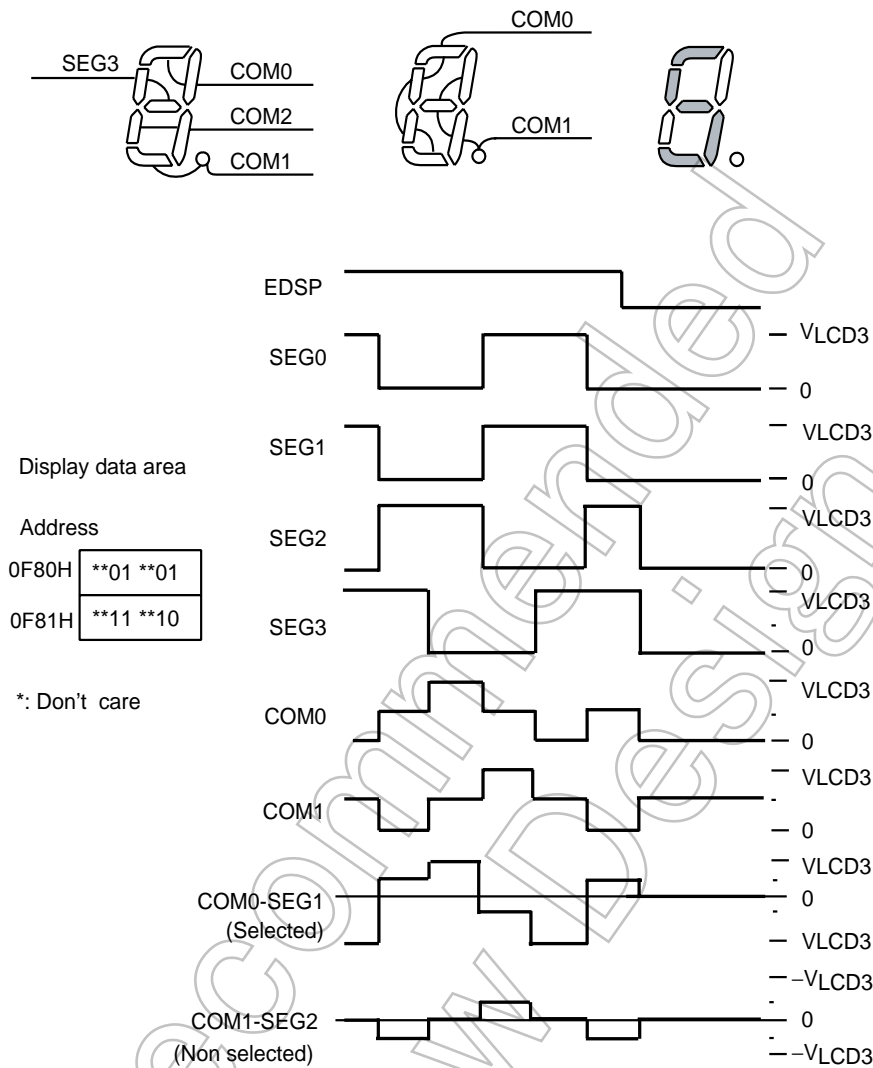 SEG3
COM0
COM2
COM1
COM0
COM1
EDSP
SEG0
VLCD3
0
SEG1
VLCD3
0
Display data area
Address
0F80H **01 **01
0F81H **11 **10
*: Don't care
SEG2
VLCD3
0
SEG3
VLCD3
0
COM0
VLCD3
0
COM1
VLCD3
0
COM0-SEG1
(Selected)
VLCD3
0
VLCD3
COM1-SEG2
(Non selected)
–VLCD3
0
–VLCD3
ecommended
w Design